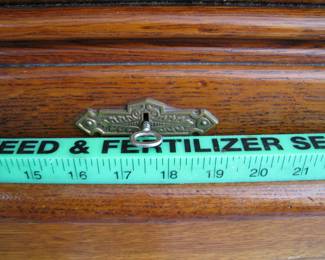 EED & FERTILIZER SE
15 16 17 18 19 20 21